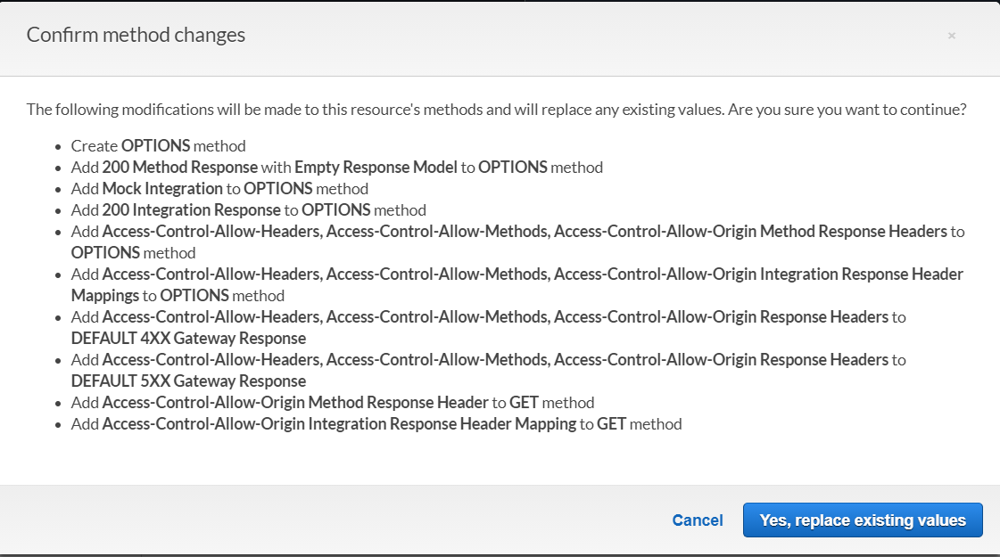 Confirm method changes
×
The following modifications will be made to this resource's methods and will replace any existing values. Are you sure you want to continue?
• Create OPTIONS method
• Add 200 Method Response with Empty Response Model to OPTIONS method
• Add Mock Integration to OPTIONS method
• Add 200 Integration Response to OPTIONS method
• Add Access-Control-Allow-Headers, Access-Control-Allow-Methods, Access-Control-Allow-Origin Method Response Headers to
OPTIONS method
• Add Access-Control-Allow-Headers, Access-Control-Allow-Methods, Access-Control-Allow-Origin Integration Response Header
Mappings to OPTIONS method
• Add Access-Control-Allow-Headers, Access-Control-Allow-Methods, Access-Control-Allow-Origin Response Headers to
DEFAULT 4XX Gateway Response
• Add Access-Control-Allow-Headers, Access-Control-Allow-Methods, Access-Control-Allow-Origin Response Headers to
DEFAULT 5XX Gateway Response
• Add Access-Control-Allow-Origin Method Response Header to GET method
• Add Access-Control-Allow-Origin Integration Response Header Mapping to GET method
Cancel
Yes, replace existing values